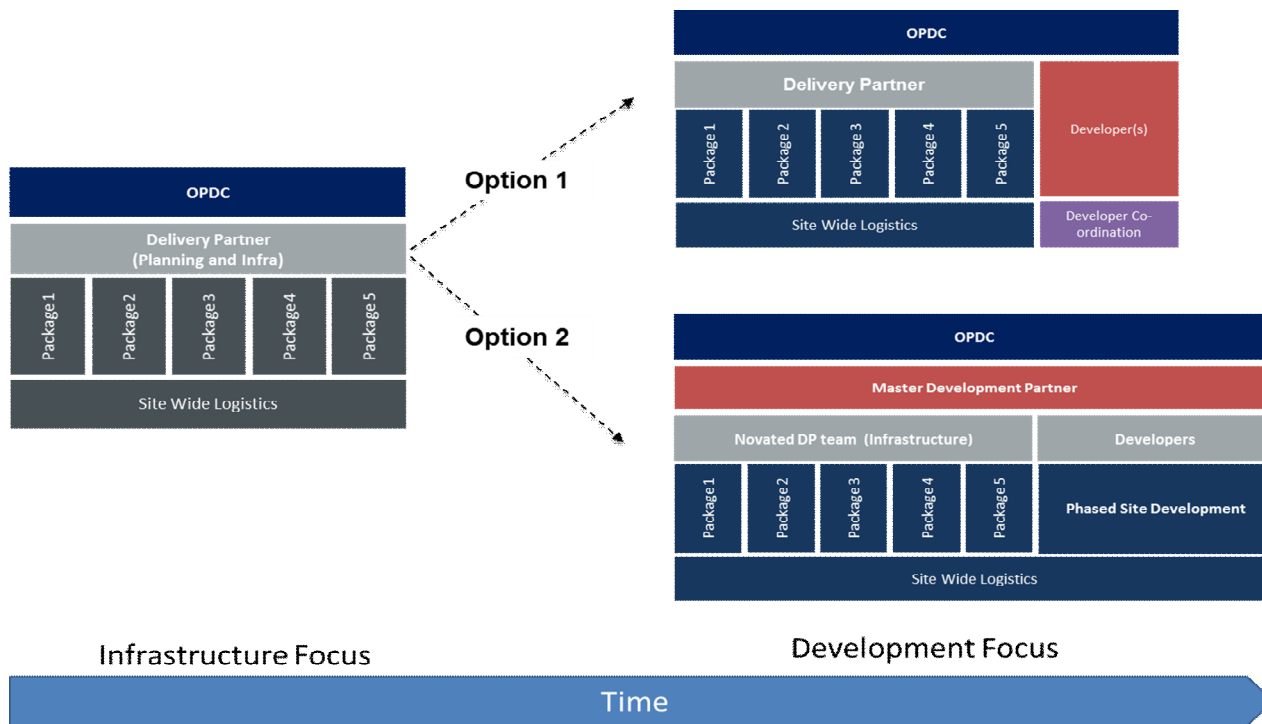 OPDC
Delivery Partner
(Planning and Infra)
Package 1
Package 2
Package 3
Package 4
Package 5
Site Wide Logistics
Option 1
Option 2
OPDC
Delivery Partner
Package 1
Package 2
Package 3
Package 4
Package 5
Developer(s)
Site Wide Logistics
Developer Co-
ordination
OPDC
Master Development Partner
Novated DP team (Infrastructure)
Developers
Package 1
Package 2
Package 3
Package 4
Package 5
Phased Site Development
Site Wide Logistics
Infrastructure Focus
Development Focus
Time